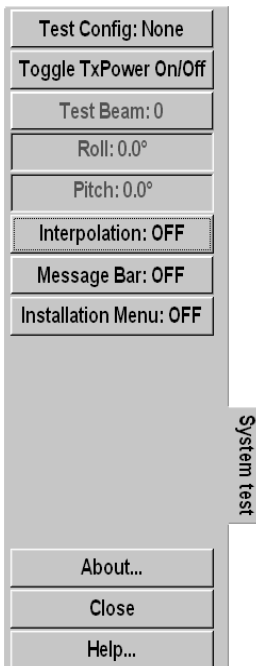 Test Config: None
Toggle TxPower On/Off
Test Beam: 0
Roll: 0.0°
Pitch: 0.0°
Interpolation: OFF
Message Bar: OFF
Installation Menu: OFF
System test
About...
Close
Help...